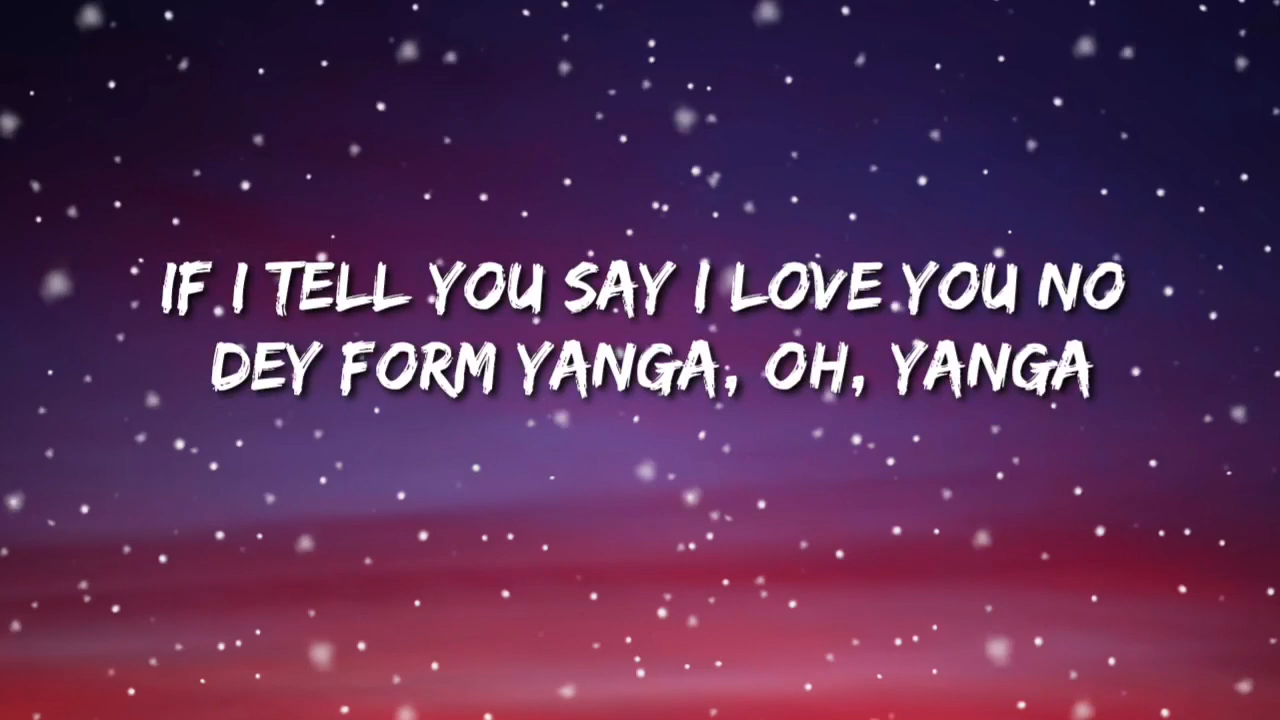 IF I TELL YOU SAY I LOVE YOU NO
DEY FORM YANGA, OH, YANGA